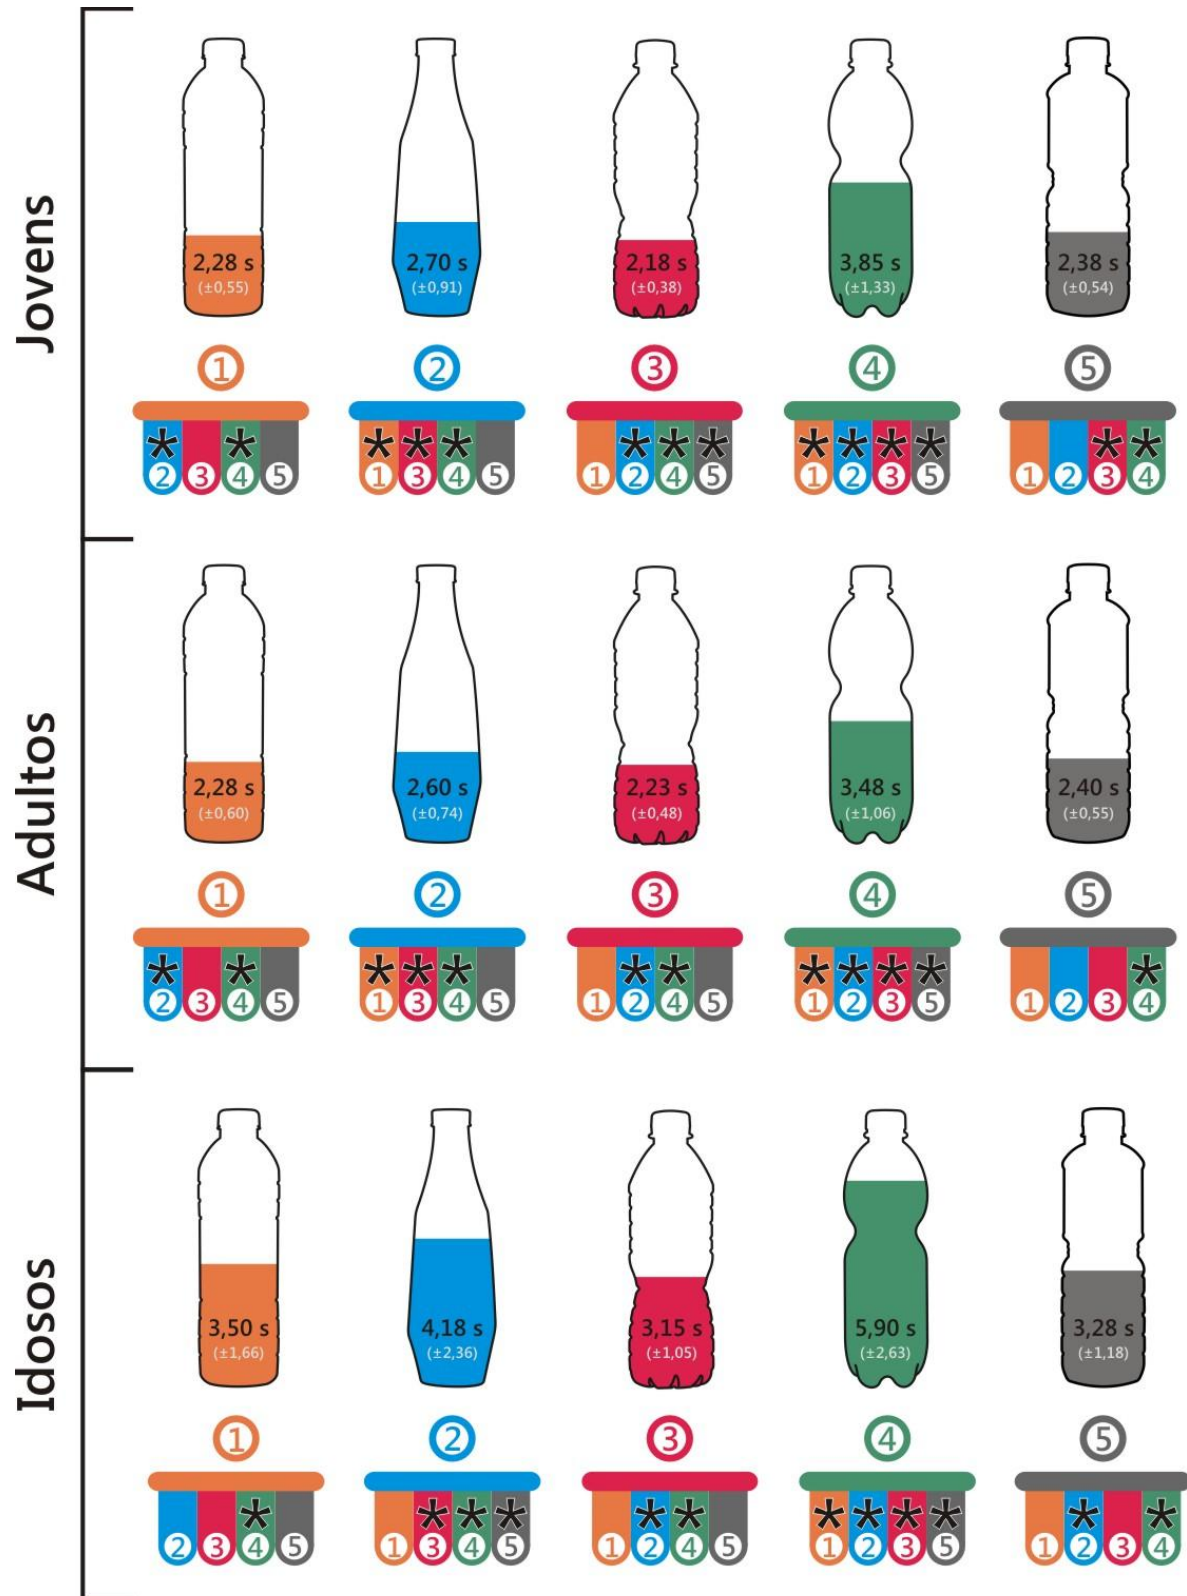 Jovens
2,28 s 2,70 s 2,18 s 3,85 s 2,38 s
(±0,55) (±0,91) (±0,38) (±1,33) (±0,54)
1 2 3 4 5
* * * * * * * * * * * * * *
2 3 4 5 1 3 4 5 1 2 4 5 1 2 3 5 1 2 3 4
Adultos
2,28 s 2,60 s 2,23 s 3,48 s 2,40 s
(±0,60) (±0,74) (±0,48) (±1,06) (±0,55)
1 2 3 4 5
* * * * * * * * * * * *
2 3 4 5 1 3 4 5 1 2 4 5 1 2 3 5 1 2 3 4
Idosos
3,50 s 4,18 s 3,15 s 5,90 s 3,28 s
(±1,66) (±2,36) (±1,05) (±2,63) (±1,18)
1 2 3 4 5
* * * * * * * * * * * *
2 3 4 5 1 3 4 5 1 2 4 5 1 2 3 5 1 2 3 4